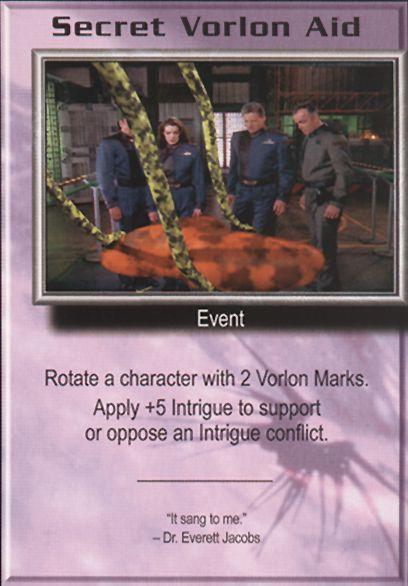 Secret Vorlon Aid
Event
Rotate a character with 2 Vorlon Marks.
Apply +5 Intrigue to support
or oppose an Intrigue conflict.
“It sang to me.”
– Dr. Everett Jacobs